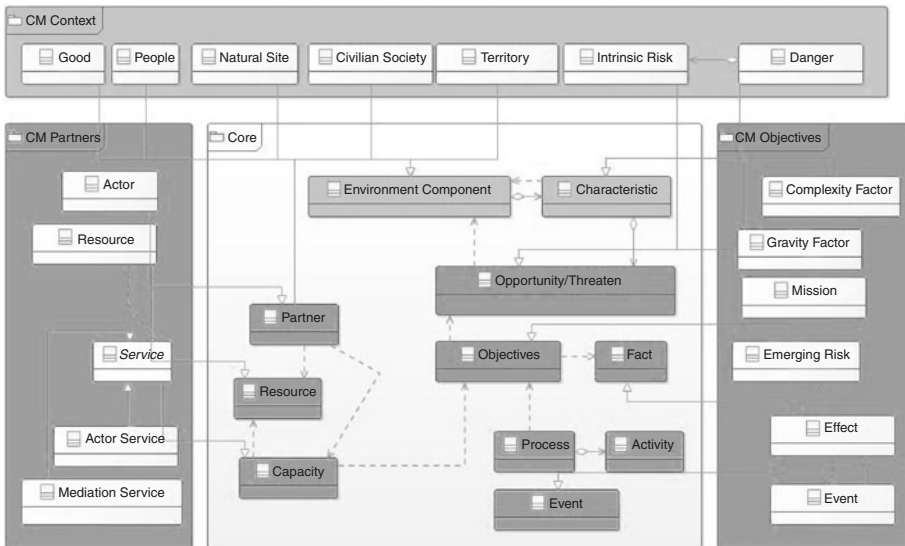 CM Context
Good
People
Natural Site
Civilian Society
Territory
Intrinsic Risk
Danger
CM Partners
Actor
Resource
Service
Actor Service
Mediation Service
Core
Environment Component
Characteristic
Opportunity/Threaten
Partner
Objectives
Fact
Resource
Process
Activity
Capacity
Event
CM Objectives
Complexity Factor
Gravity Factor
Mission
Emerging Risk
Effect
Event